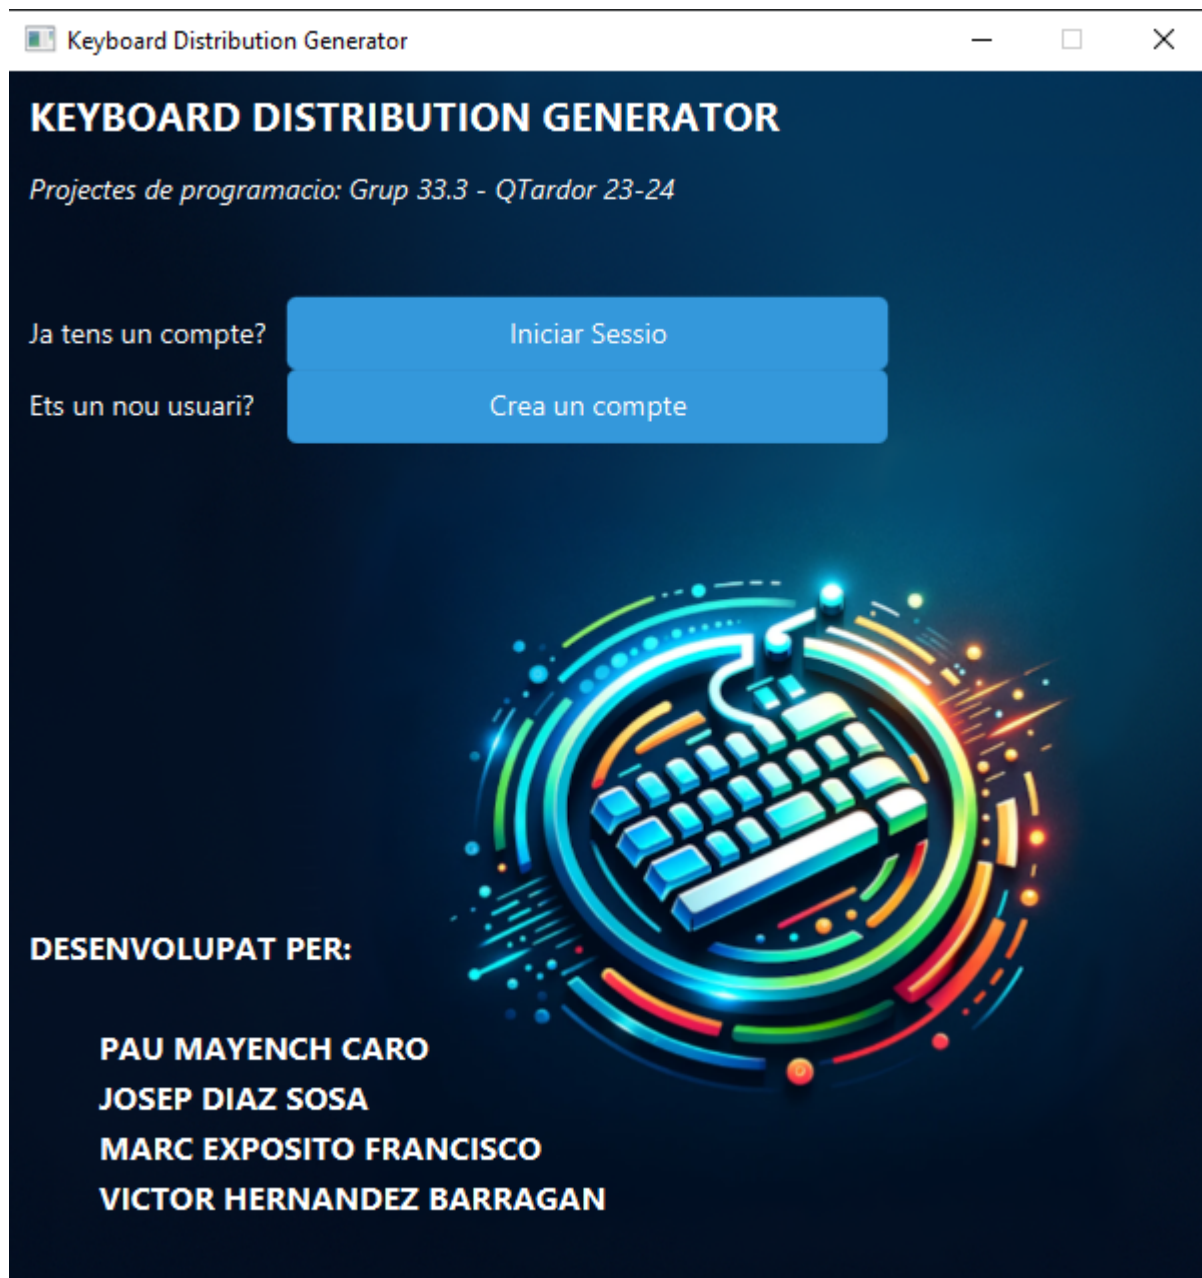 Keyboard Distribution Generator
KEYBOARD DISTRIBUTION GENERATOR
Projectes de programacio: Grup 33.3 - QTardor 23-24
Ja tens un compte? Iniciar Sessio
Ets un nou usuari? Crea un compte
DESENVOLUPAT PER:
PAU MAYENCH CARO
JOSEP DIAZ SOSA
MARC EXPOSITO FRANCISCO
VICTOR HERNANDEZ BARRAGAN